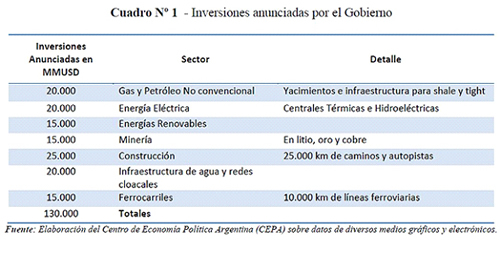 Cuadro Nº 1 - Inversiones anunciadas por el Gobierno
Inversiones
Anunciadas en
MMUSD
Sector
Detalle
20.000 Gas y Petróleo No convencional Yacimientos e infraestructura para shale y tight
20.000 Energía Eléctrica Centrales Térmicas e Hidroeléctricas
15.000 Energías Renovables
15.000 Minería En litio, oro y cobre
25.000 Construcción 25.000 km de caminos y autopistas
20.000 Infraestructura de agua y redes
cloacales
15.000 Ferrocarriles 10.000 km de líneas ferroviarias
130.000 Totales
Fuente: Elaboración del Centro de Economía Política Argentina (CEPA) sobre datos de diversos medios gráficos y electrónicos.